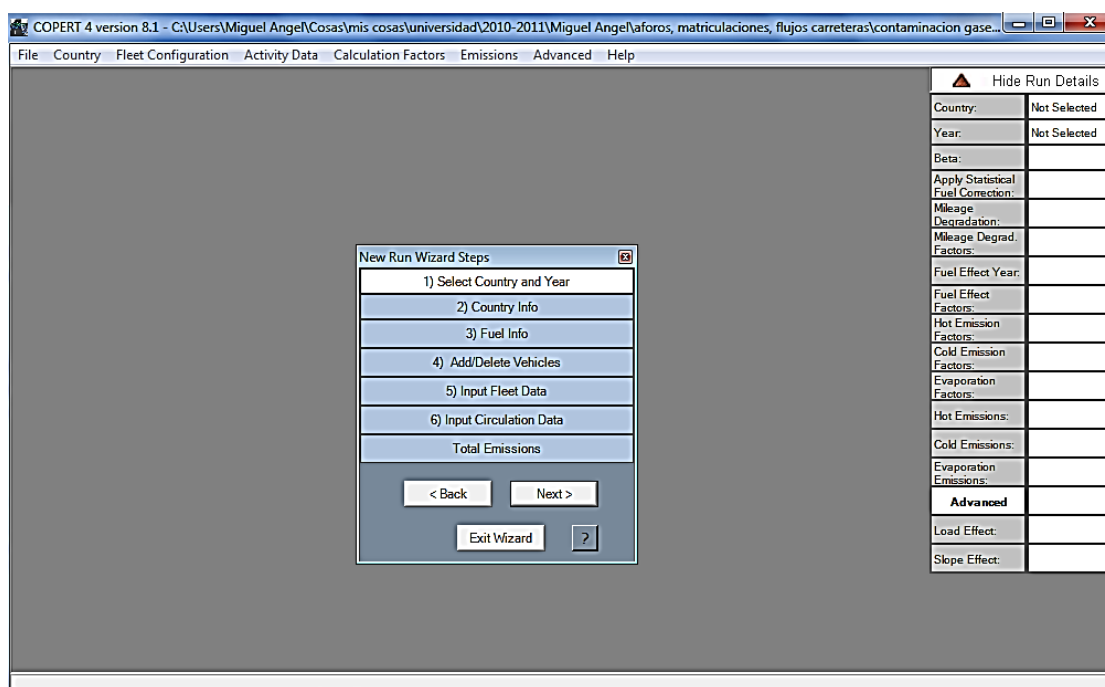 COPERT 4 version 8.1 - C:\Users\Miguel Angel\Cosas\mis cosas\universidad\2010-2011\Miguel Angel\aforos, matriculaciones, flujos carreteras\contaminacion gase...
File Country Fleet Configuration Activity Data Calculation Factors Emissions Advanced Help
Hide Run Details
Country: Not Selected
Year: Not Selected
Beta:
Apply Statistical
Fuel Correction:
Mileage
Degradation:
Mileage Degrad.
Factors:
Fuel Effect Year:
Fuel Effect
Factors:
Hot Emission
Factors:
Cold Emission
Factors:
Evaporation
Factors:
Hot Emissions:
Cold Emissions:
Evaporation
Emissions:
Advanced
Load Effect:
Slope Effect:
New Run Wizard Steps
1) Select Country and Year
2) Country Info
3) Fuel Info
4) Add/Delete Vehicles
5) Input Fleet Data
6) Input Circulation Data
Total Emissions
< Back Next >
Exit Wizard ?